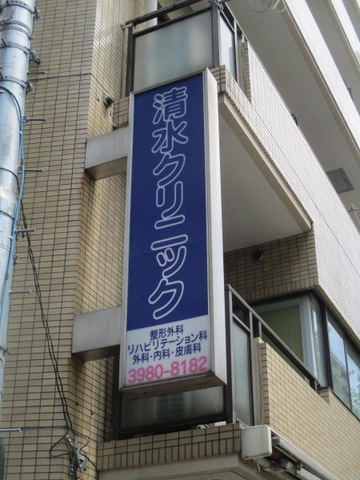 清水クリニック
整形外科
リハビリテーション科
外科・内科・皮膚科
3980-8182